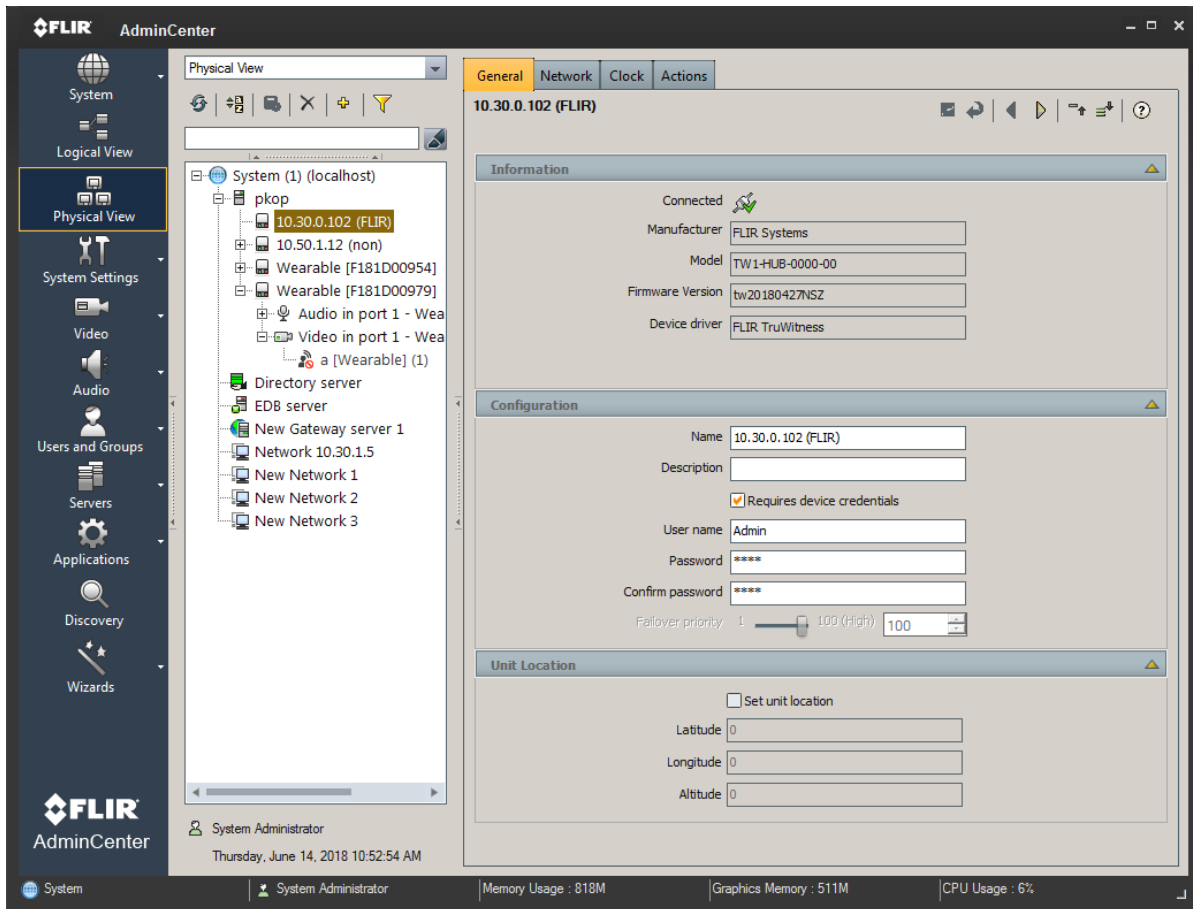 FLIR AdminCenter
System
Logical View
Physical View
System Settings
Video
Audio
Users and Groups
Servers
Applications
Discovery
Wizards
FLIR
AdminCenter
Physical View
System (1) (localhost)
pkop
10.30.0.102 (FLIR)
10.50.1.12 (non)
Wearable [F181D00954]
Wearable [F181D00979]
Audio in port 1 - Wea
Video in port 1 - Wea
a [Wearable] (1)
Directory server
EDB server
New Gateway server 1
Network 10.30.1.5
New Network 1
New Network 2
New Network 3
System Administrator
Thursday, June 14, 2018 10:52:54 AM
General Network Clock Actions
10.30.0.102 (FLIR)
Information
Connected
Manufacturer FLIR Systems
Model TW1-HUB-0000-00
Firmware Version tw20180427NSZ
Device driver FLIR TruWitness
Configuration
Name 10.30.0.102 (FLIR)
Description
Requires device credentials
User name Admin
Password ****
Confirm password ****
Failover priority 1 100 (High) 100
Unit Location
Set unit location
Latitude 0
Longitude 0
Altitude 0
System System Administrator Memory Usage : 818M Graphics Memory : 511M CPU Usage : 6%